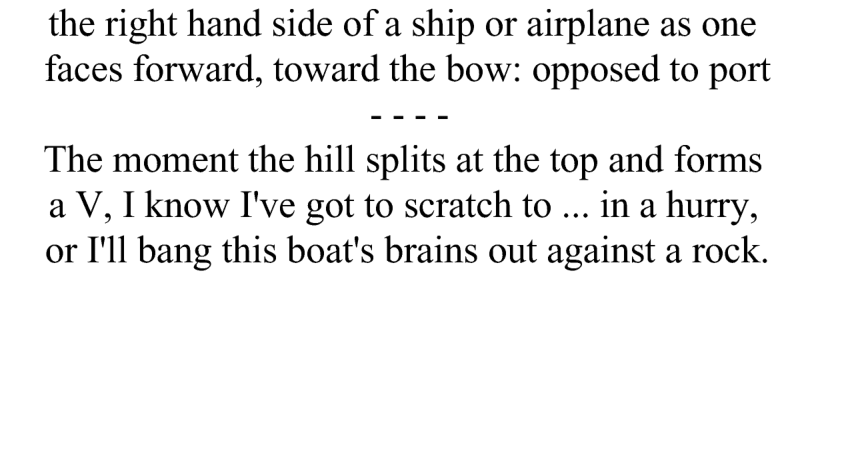 the right hand side of a ship or airplane as one
faces forward, toward the bow: opposed to port
- - - -
The moment the hill splits at the top and forms
a V, I know I've got to scratch to ... in a hurry,
or I'll bang this boat's brains out against a rock.